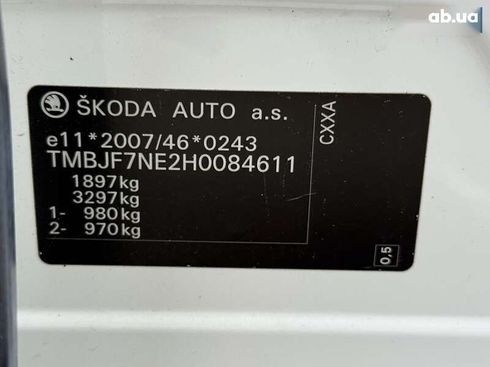 ab.ua
ŠKODA AUTO a.s.
CXXA
e11*2007/46*0243
TMBJF7NE2H0084611
1897kg
3297kg
1- 980kg
2- 970kg
0,5